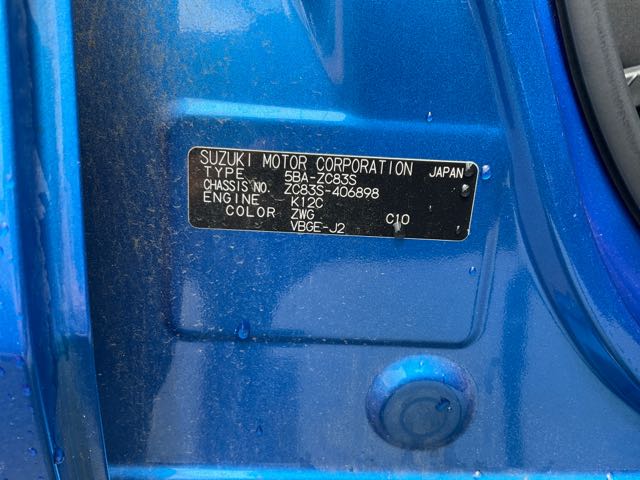 SUZUKI MOTOR CORPORATION JAPAN
TYPE 5BA-ZC83S
CHASSIS NO. ZC83S-406898
ENGINE K12C
COLOR ZWG C10
VBGE-J2